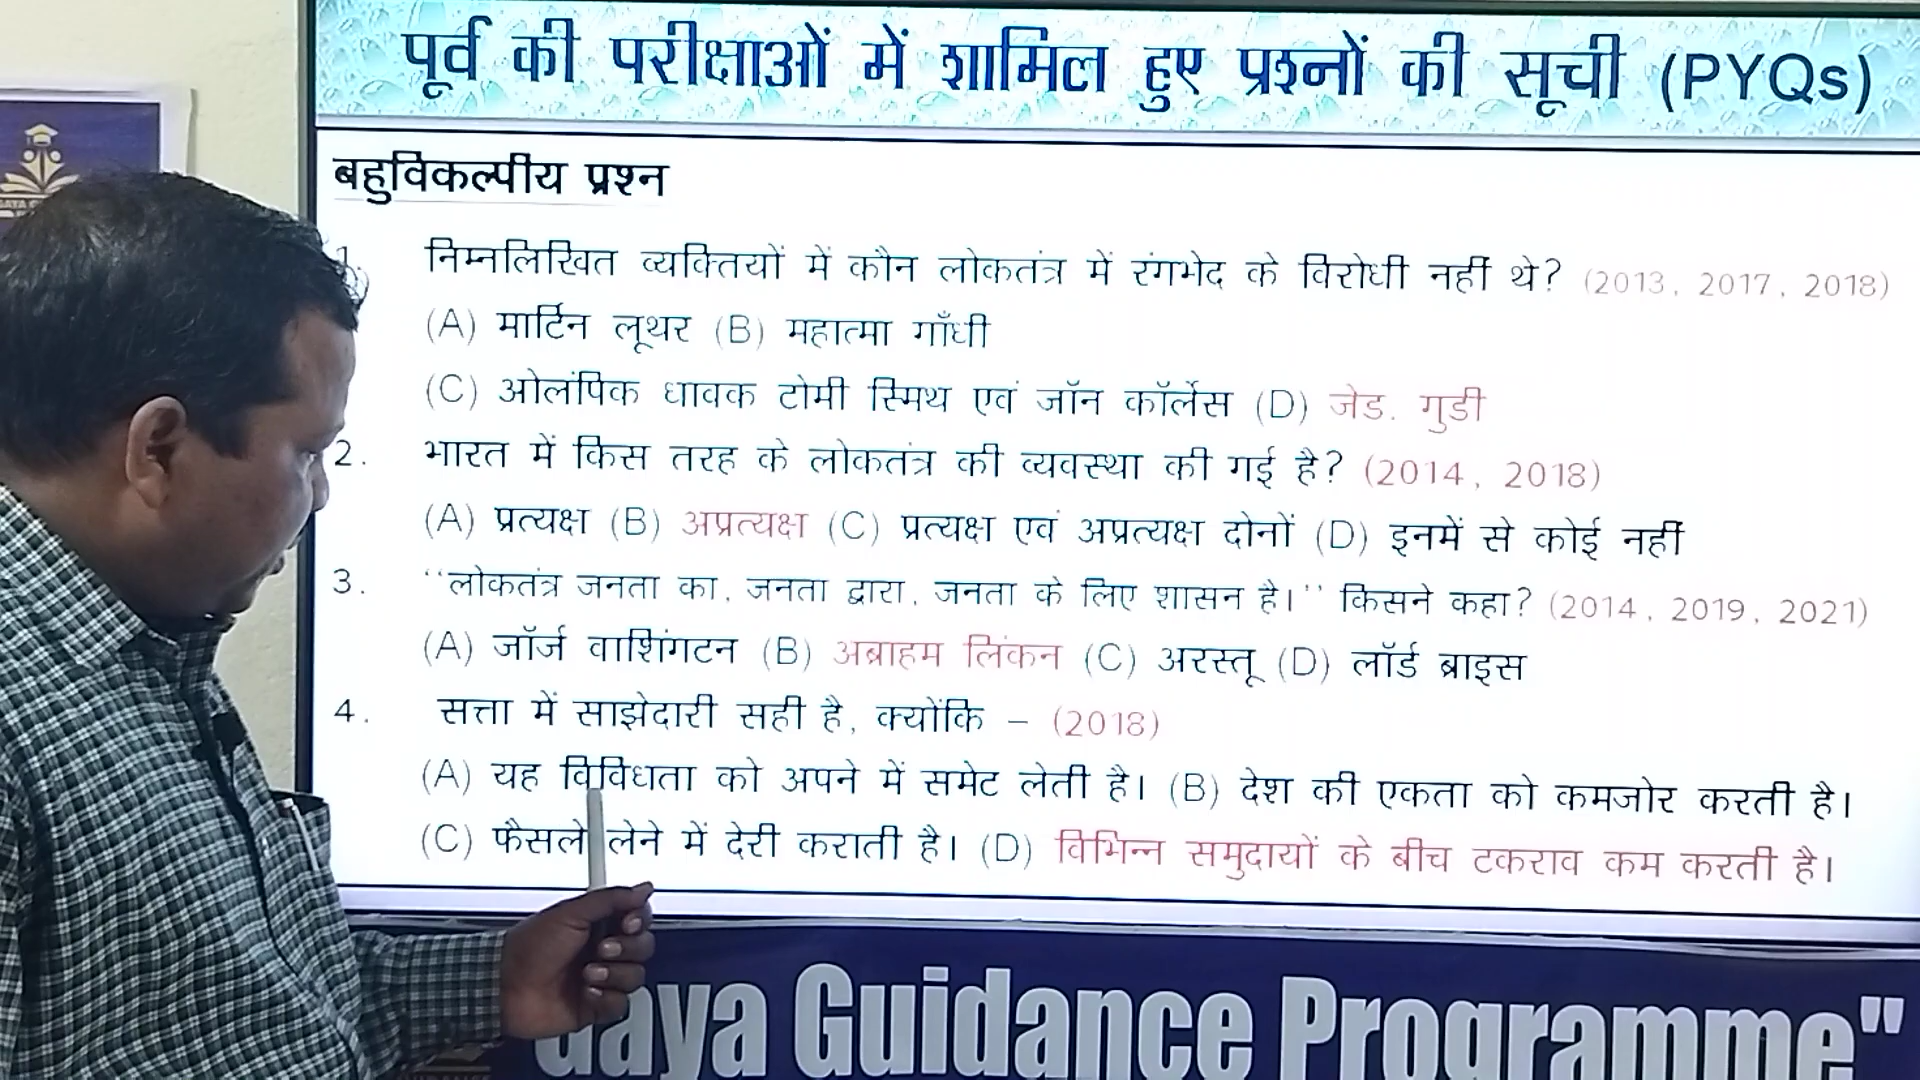 पूर्व की परीक्षाओं में शामिल हुए प्रश्नों की सूची (PYQs)
बहुविकल्पीय प्रश्न
1. निम्नलिखित व्यक्तियों में कौन लोकतंत्र में रंगभेद के विरोधी नहीं थे? (2013, 2017, 2018)
(A) मार्टिन लूथर (B) महात्मा गाँधी
(C) ओलंपिक धावक टोमी स्मिथ एवं जॉन कॉर्लेस (D) जेड. गुडी
2. भारत में किस तरह के लोकतंत्र की व्यवस्था की गई है? (2014, 2018)
(A) प्रत्यक्ष (B) अप्रत्यक्ष (C) प्रत्यक्ष एवं अप्रत्यक्ष दोनों (D) इनमें से कोई नहीं
3. ‘‘लोकतंत्र जनता का, जनता द्वारा, जनता के लिए शासन है।’’ किसने कहा? (2014, 2019, 2021)
(A) जॉर्ज वाशिंगटन (B) अब्राहम लिंकन (C) अरस्तू (D) लॉर्ड ब्राइस
4. सत्ता में साझेदारी सही है, क्योंकि – (2018)
(A) यह विविधता को अपने में समेट लेती है। (B) देश की एकता को कमजोर करती है।
(C) फैसले लेने में देरी कराती है। (D) विभिन्न समुदायों के बीच टकराव कम करती है।
Gaya Guidance Programme"